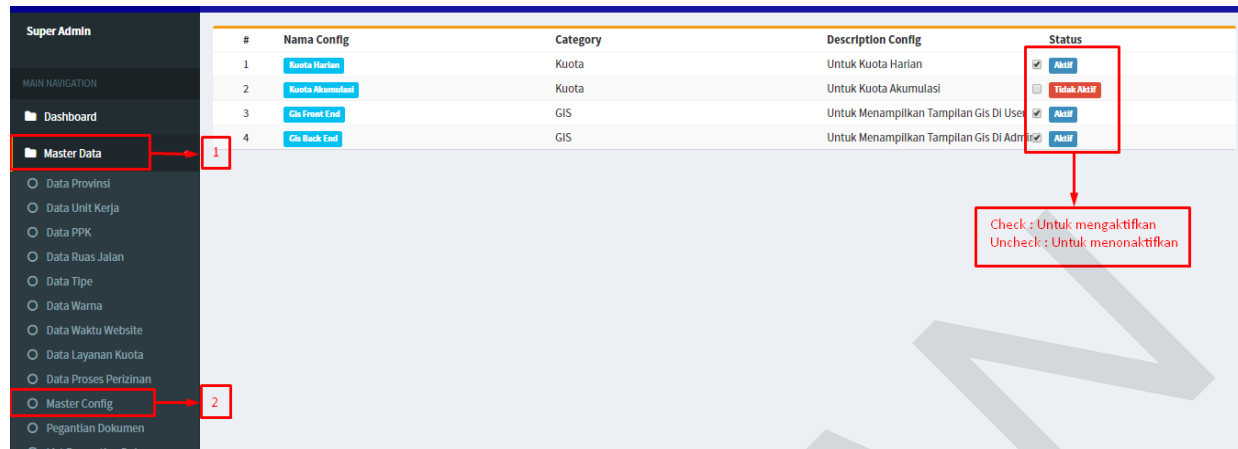 Super Admin
MAIN NAVIGATION
Dashboard
Master Data
1
Data Provinsi
Data Unit Kerja
Data PPK
Data Ruas Jalan
Data Tipe
Data Warna
Data Waktu Website
Data Layanan Kuota
Data Proses Perizinan
Master Config
2
Pegantian Dokumen
# Nama Config Category Description Config Status
1 Kuota Harian Kuota Untuk Kuota Harian Aktif
2 Kuota Akumulasi Kuota Untuk Kuota Akumulasi Tidak Aktif
3 Gis Front End GIS Untuk Menampilkan Tampilan Gis Di User Aktif
4 Gis Back End GIS Untuk Menampilkan Tampilan Gis Di Admin Aktif
Check : Untuk mengaktifkan
Uncheck : Untuk menonaktifkan